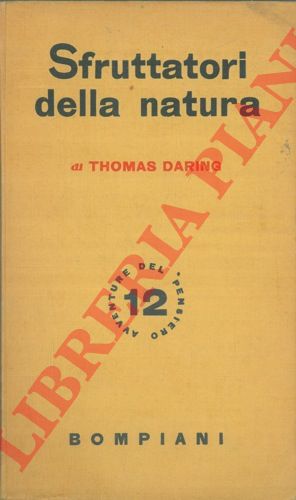 Sfruttatori
della natura
di THOMAS DARING
AVVENTURE DEL PENSIERO
12
BOMPIANI
LIBRERIA PIANI